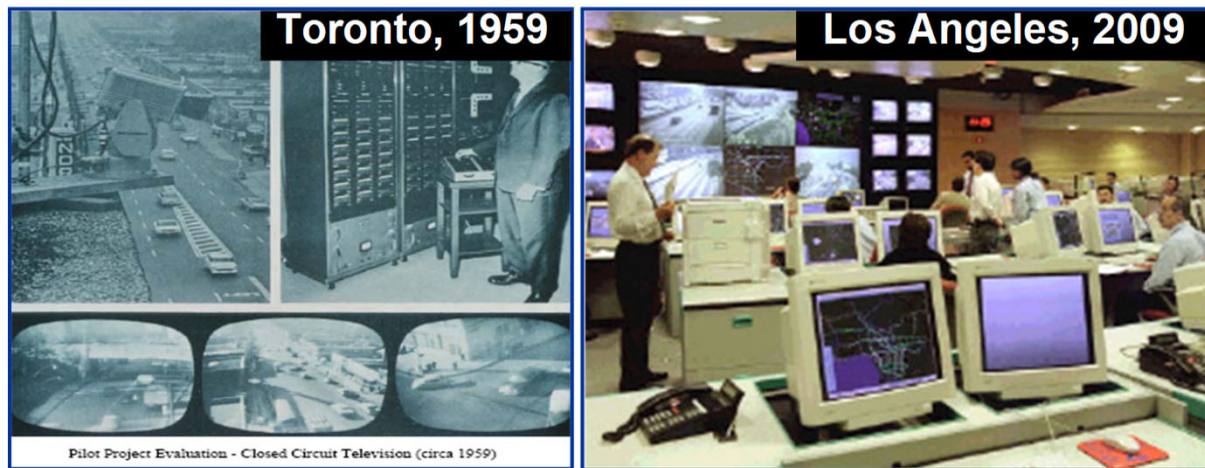 Toronto, 1959
Pilot Project Evaluation - Closed Circuit Television (circa 1959)
Los Angeles, 2009